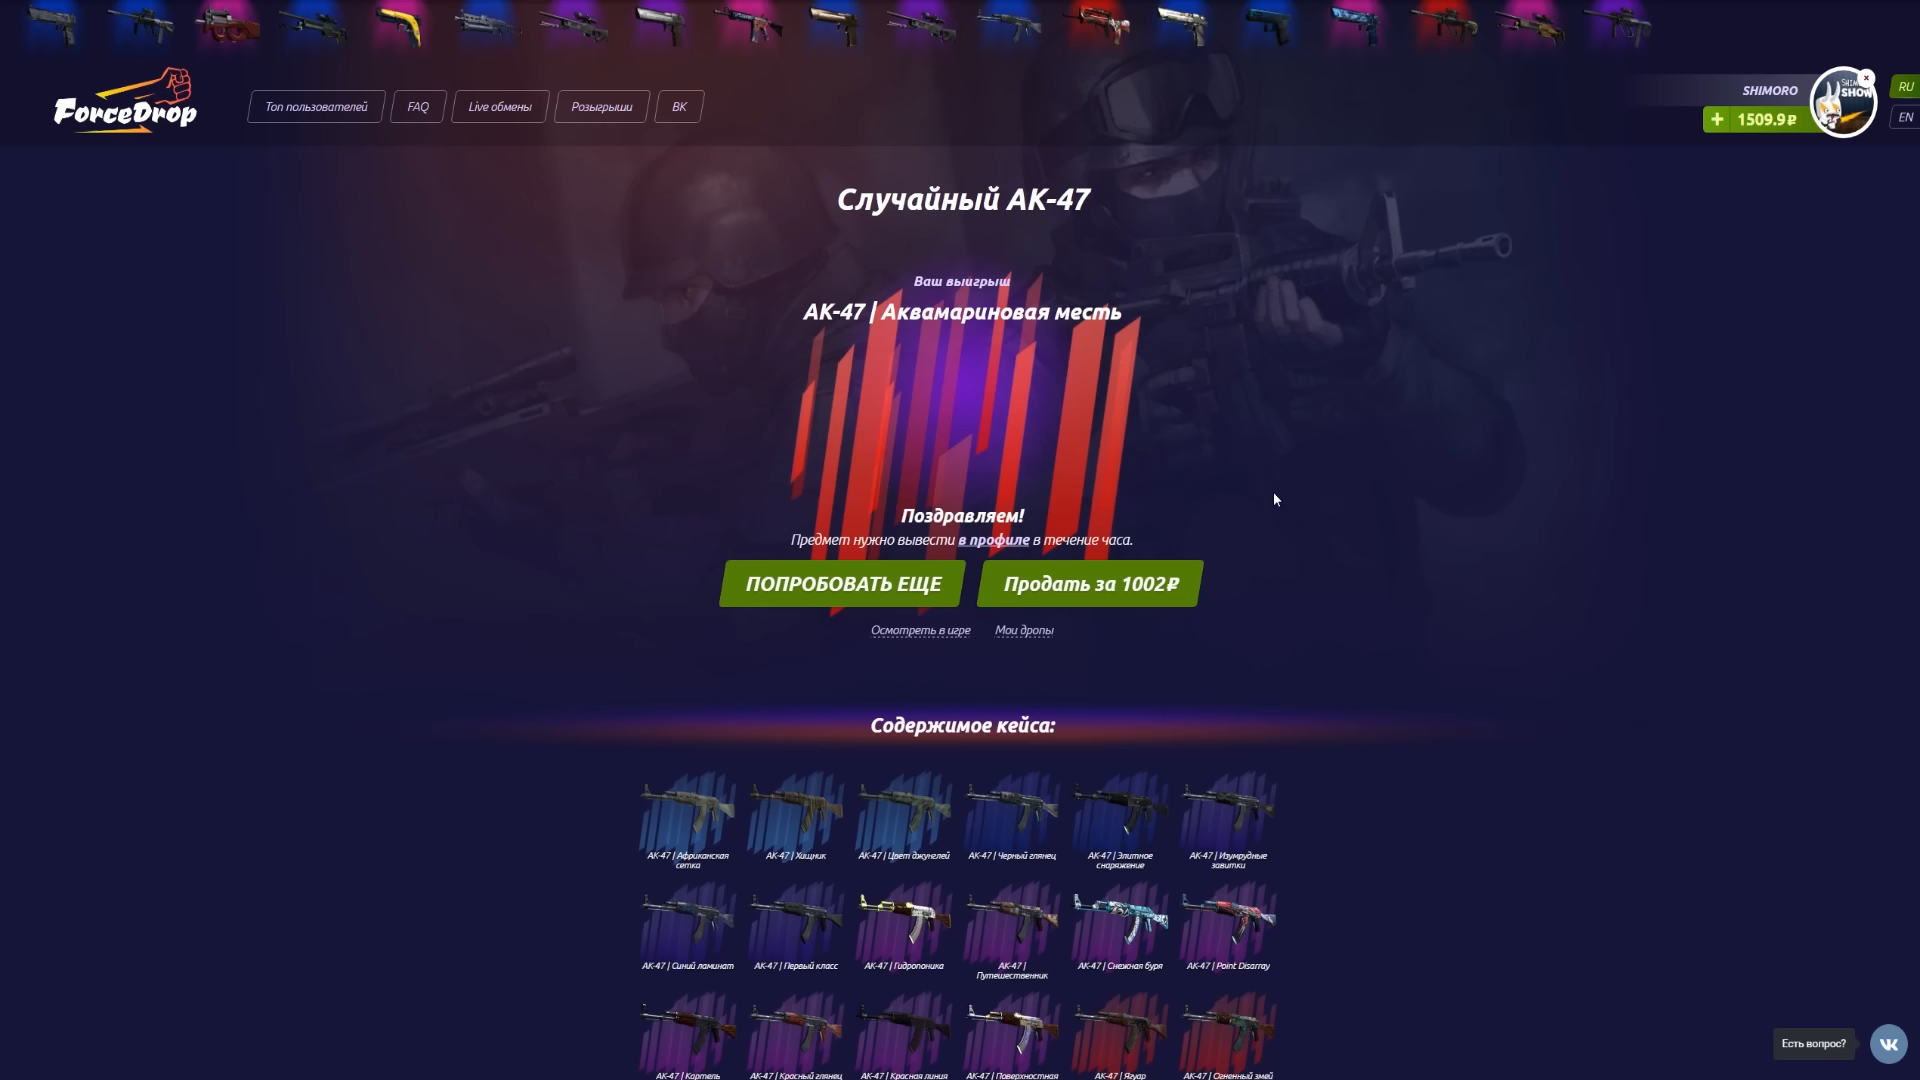 ForceDrop
Топ пользователей
FAQ
Live обмены
Розыгрыши
ВК
SHIMORO
1509.9₽
SHOW
RU
EN
Случайный АК-47
Ваш выигрыш
АК-47 | Аквамариновая месть
Поздравляем!
Предмет нужно вывести в профиле в течение часа.
ПОПРОБОВАТЬ ЕЩЕ
Продать за 1002₽
Осмотреть в игре
Мои дропы
Содержимое кейса:
АК-47 | Африканская
сетка
АК-47 | Хищник
АК-47 | Цвет джунглей
АК-47 | Черный глянец
АК-47 | Элитное
снаряжение
АК-47 | Изумрудные
завитки
АК-47 | Синий ламинат
АК-47 | Первый класс
АК-47 | Гидропоника
АК-47 |
Путешественник
АК-47 | Снежная буря
АК-47 | Point Disarray
АК-47 | Картель
АК-47 | Красный глянец
АК-47 | Красная линия
АК-47 | Поверхностная
АК-47 | Ягуар
АК-47 | Огненный змей
Есть вопрос?